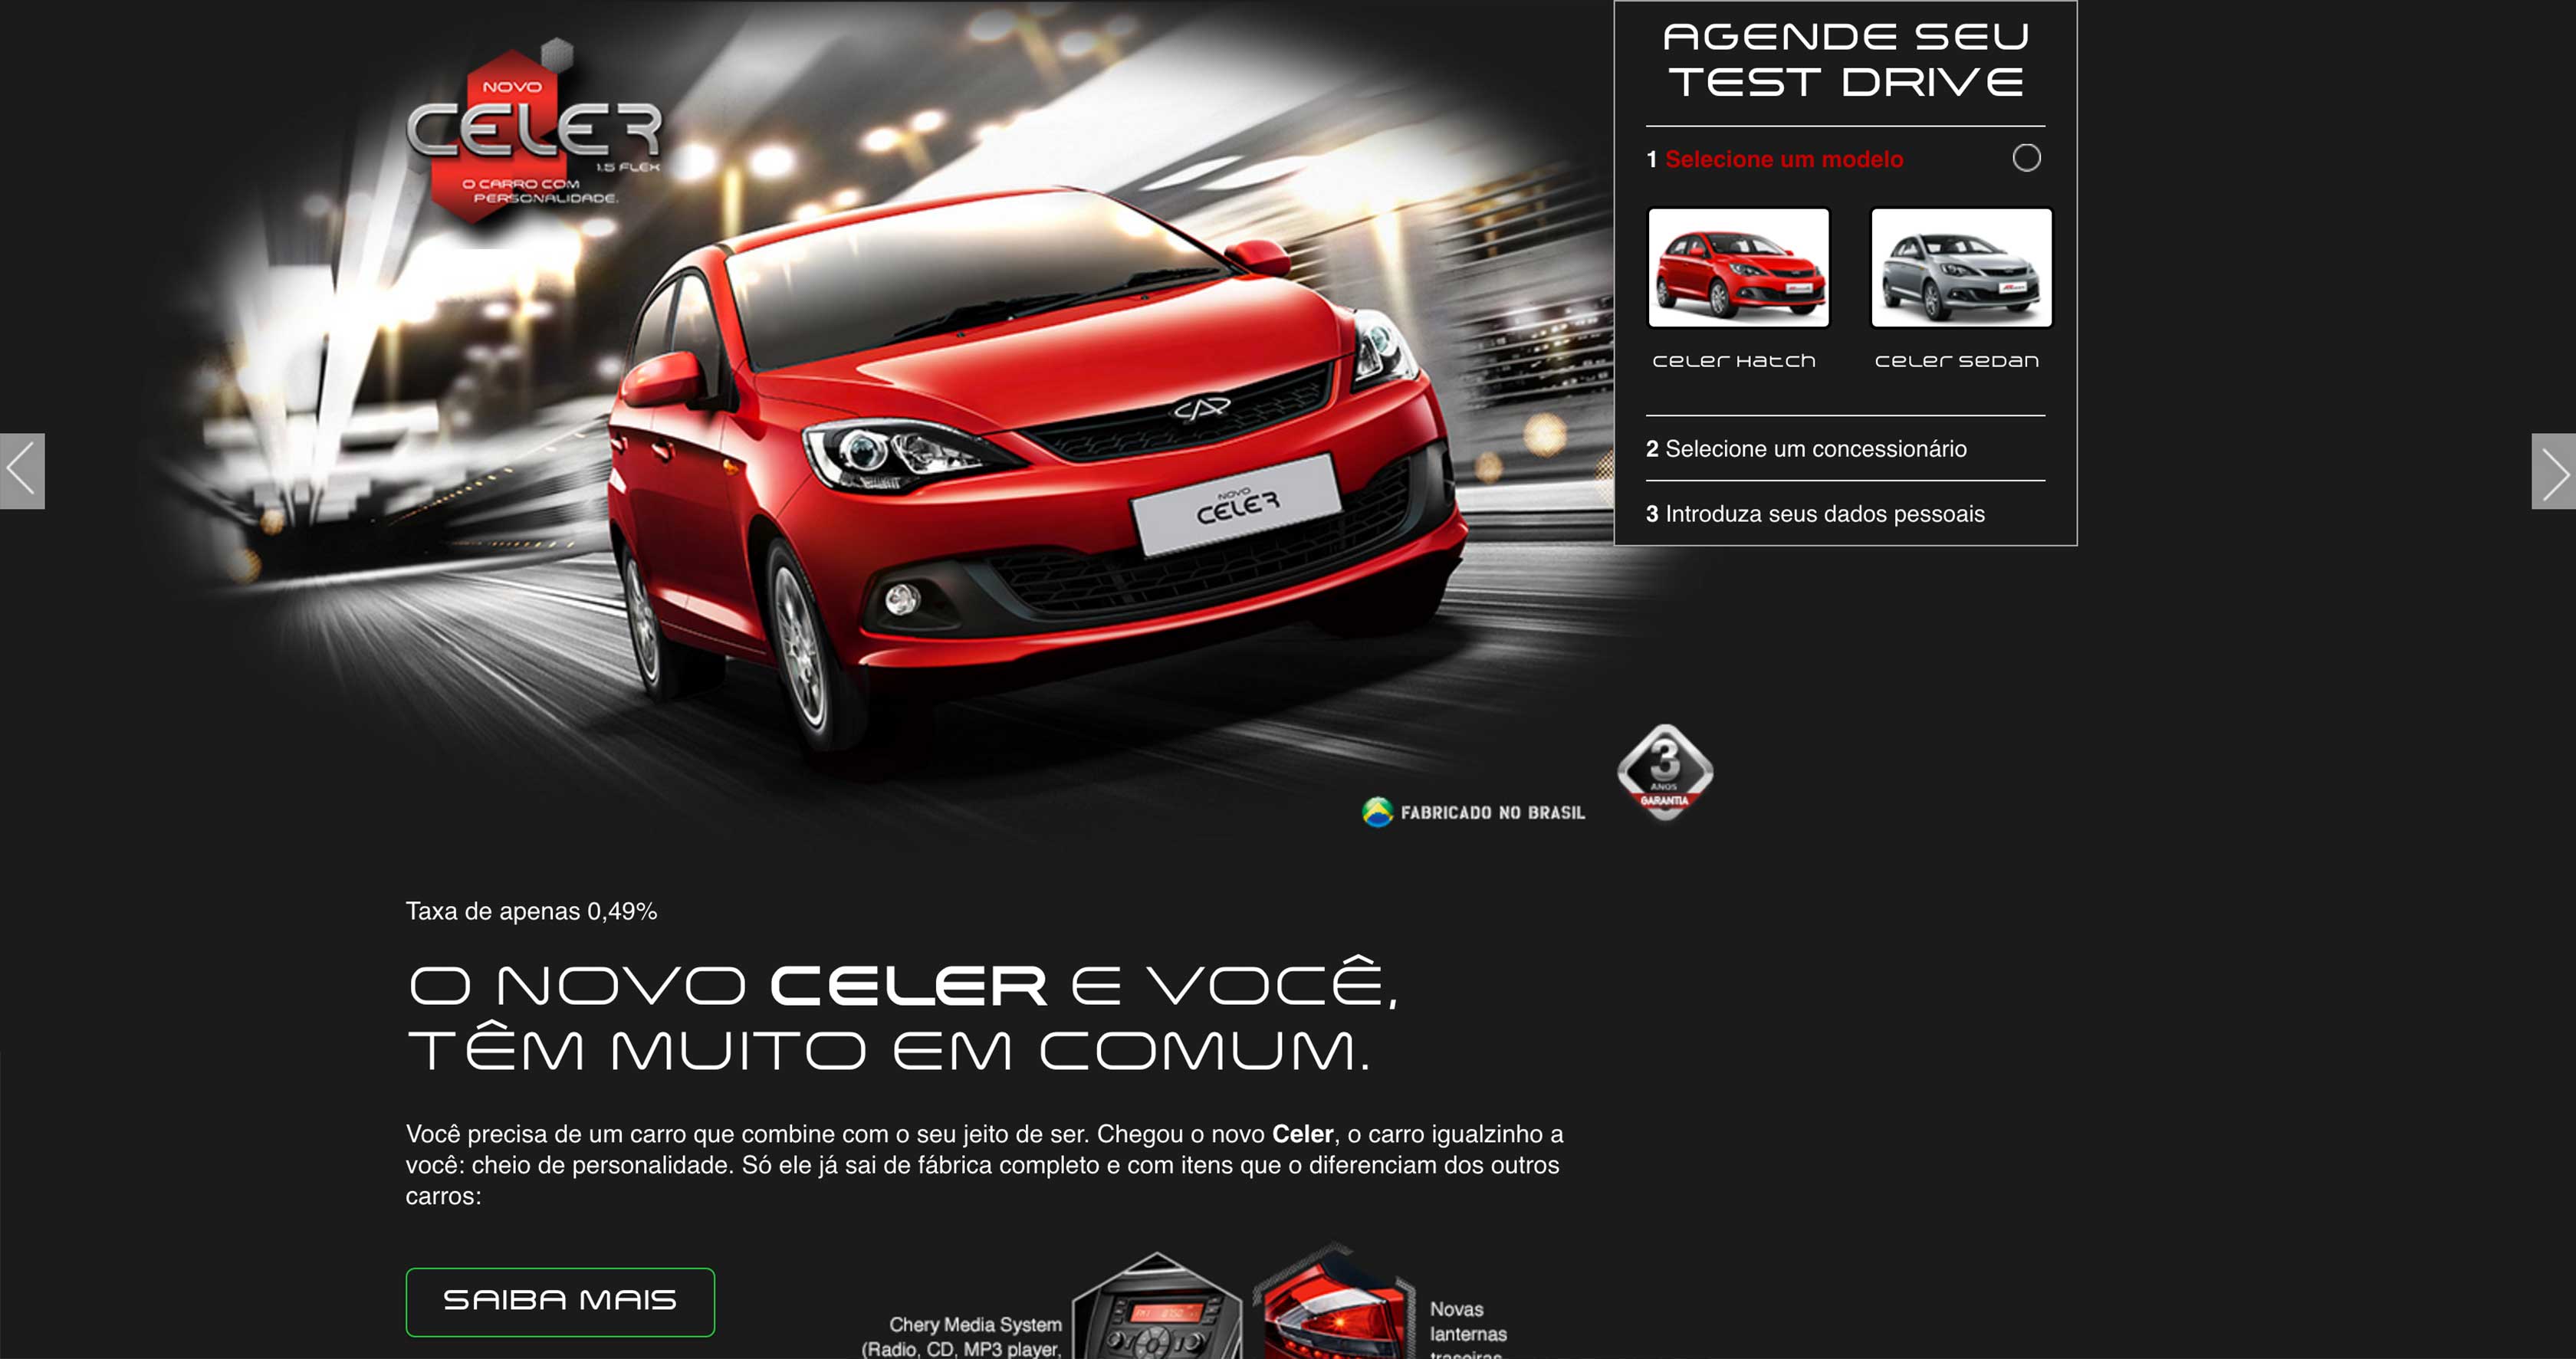 NOVO
CELER
1.5 FLEX
O CARRO COM
PERSONALIDADE.
NOVO
CELER
AGENDE SEU
TEST DRIVE
1 Selecione um modelo
CELER HATCH
CELER SEDAN
2 Selecione um concessionário
3 Introduza seus dados pessoais
FABRICADO NO BRASIL
3
ANOS
GARANTIA
Taxa de apenas 0,49%
O NOVO CELER E VOCÊ,
TÊM MUITO EM COMUM.
Você precisa de um carro que combine com o seu jeito de ser. Chegou o novo Celer, o carro igualzinho a
você: cheio de personalidade. Só ele já sai de fábrica completo e com itens que o diferenciam dos outros
carros:
SAIBA MAIS
Chery Media System
(Radio, CD, MP3 player,
Novas
lanternas